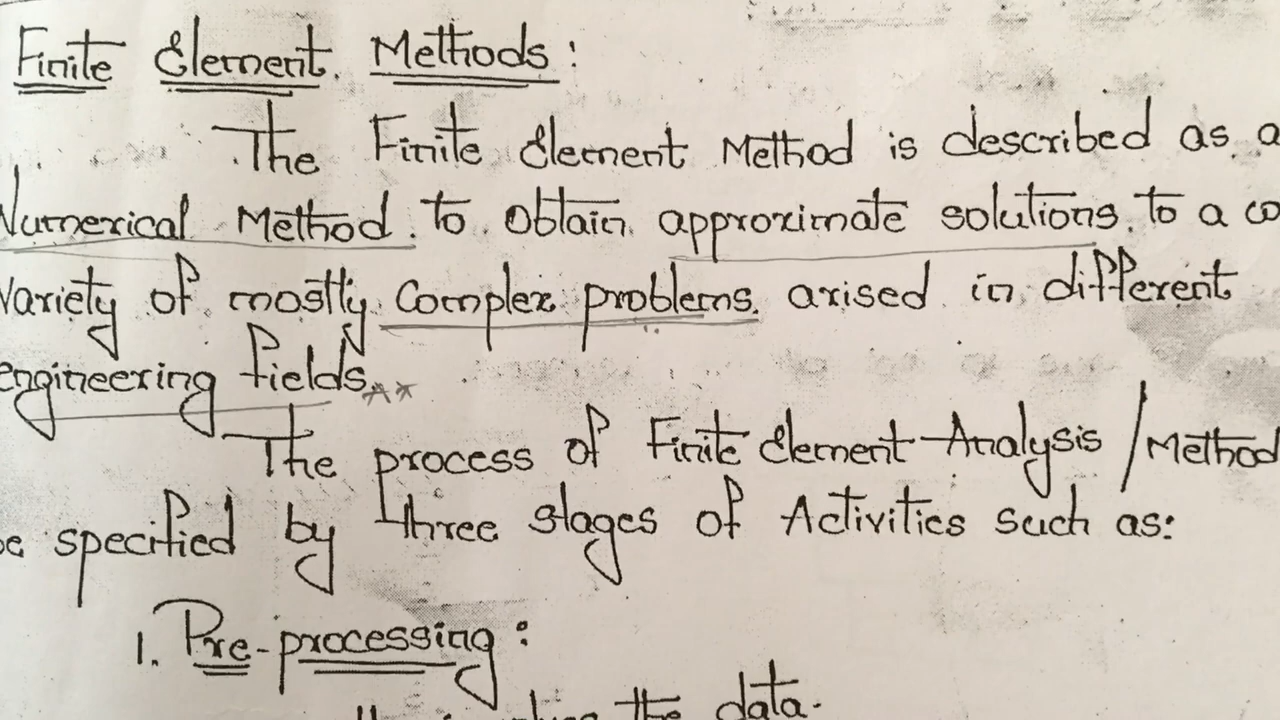 Finite Element Methods:
The Finite Element Method is described as a
Numerical Method to obtain approximate solutions to a
Variety of mostly Complex problems arised in different
engineering fields.
The process of Finite Element Analysis / Method
be specified by three stages of Activities such as:
1. Pre-processing:
the data.